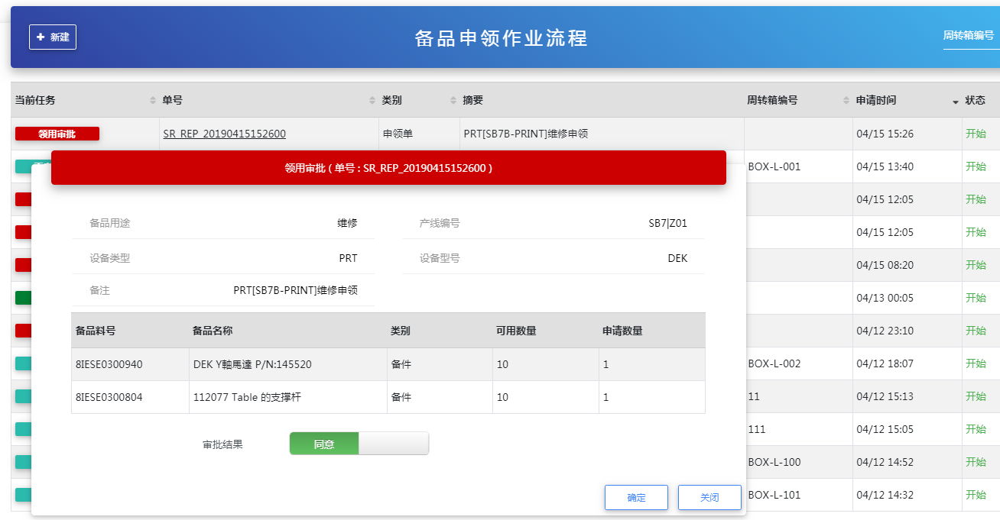 新建
备品申领作业流程
周转箱编号
当前任务 单号 类别 摘要 周转箱编号 申请时间 状态
领用审批 SR_REP_20190415152600 申领单 PRT[SB7B-PRINT]维修申领 04/15 15:26 开始
BOX-L-001 04/15 13:40 开始
领用审批 ( 单号 : SR_REP_20190415152600 )
04/15 12:05 开始
备品用途 维修 产线编号 SB7|Z01
04/15 12:05 开始
设备类型 PRT 设备型号 DEK
04/15 08:20 开始
备注 PRT[SB7B-PRINT]维修申领
04/13 00:05 开始
备品料号 备品名称 类别 可用数量 申请数量
04/12 23:10 开始
8IESE0300940 DEK Y軸馬達 P/N:145520 备件 10 1
BOX-L-002 04/12 18:07 开始
8IESE0300804 112077 Table 的支撑杆 备件 10 1
11 04/12 15:13 开始
111 04/12 15:05 开始
审批结果 同意
BOX-L-100 04/12 14:52 开始
确定 关闭
BOX-L-101 04/12 14:32 开始